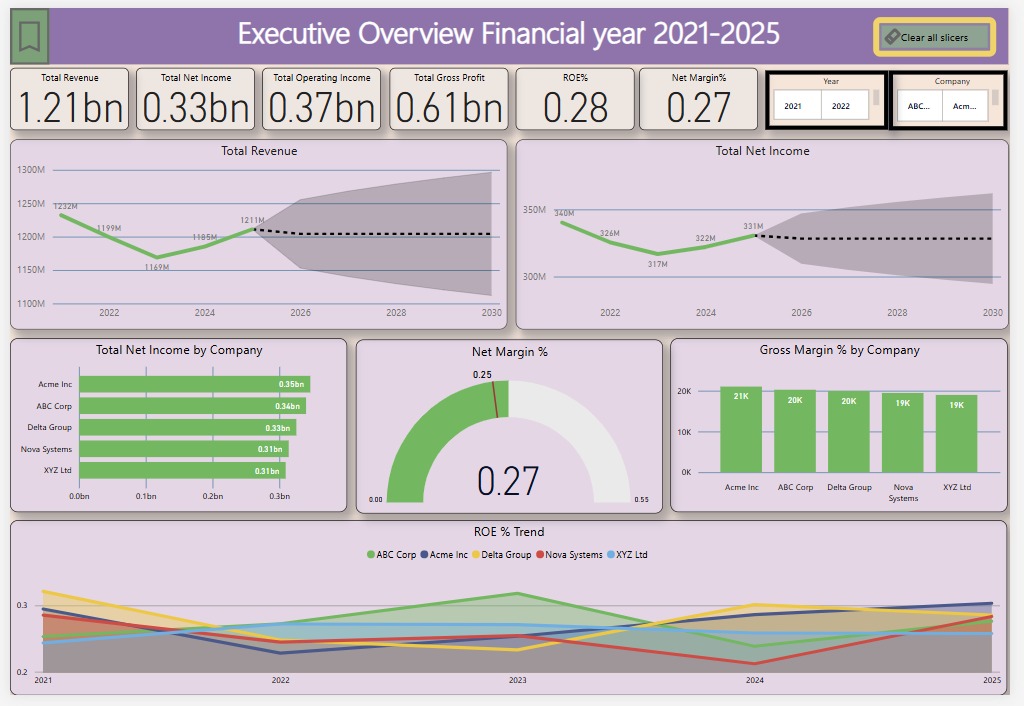 Executive Overview Financial year 2021-2025
Clear all slicers
Total Revenue
1.21bn
Total Net Income
0.33bn
Total Operating Income
0.37bn
Total Gross Profit
0.61bn
ROE%
0.28
Net Margin%
0.27
Year
2021
2022
Company
ABC...
Acm...
Total Revenue
1300M
1250M
1200M
1150M
1100M
1232M
1199M
1169M
1185M
1211M
2022
2024
2026
2028
2030
Total Net Income
350M
300M
340M
326M
317M
322M
331M
2022
2024
2026
2028
2030
Total Net Income by Company
Acme Inc
0.35bn
ABC Corp
0.34bn
Delta Group
0.33bn
Nova Systems
0.31bn
XYZ Ltd
0.31bn
0.0bn
0.1bn
0.2bn
0.3bn
Net Margin %
0.25
0.27
0.00
0.55
Gross Margin % by Company
20K
10K
0K
21K
20K
20K
19K
19K
Acme Inc
ABC Corp
Delta Group
Nova
Systems
XYZ Ltd
ROE % Trend
ABC Corp
Acme Inc
Delta Group
Nova Systems
XYZ Ltd
0.3
0.2
2021
2022
2023
2024
2025